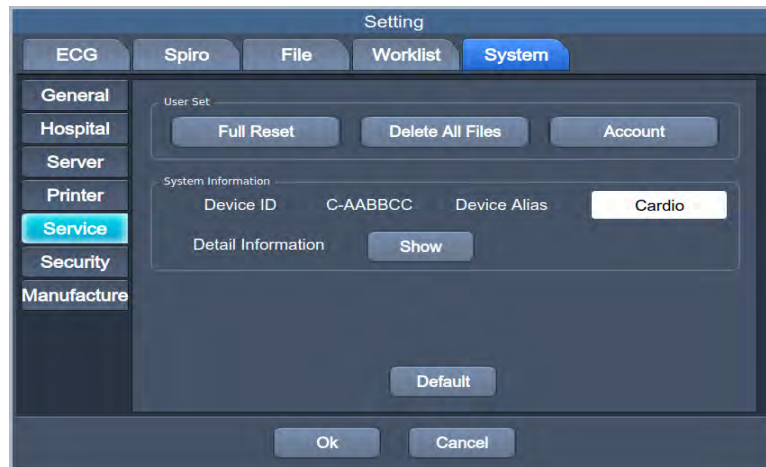 Setting
ECG Spiro File Worklist System
General
Hospital
Server
Printer
Service
Security
Manufacture
User Set
Full Reset Delete All Files Account
System Information
Device ID C-AABBCC Device Alias Cardio
Detail Information Show
Default
Ok Cancel